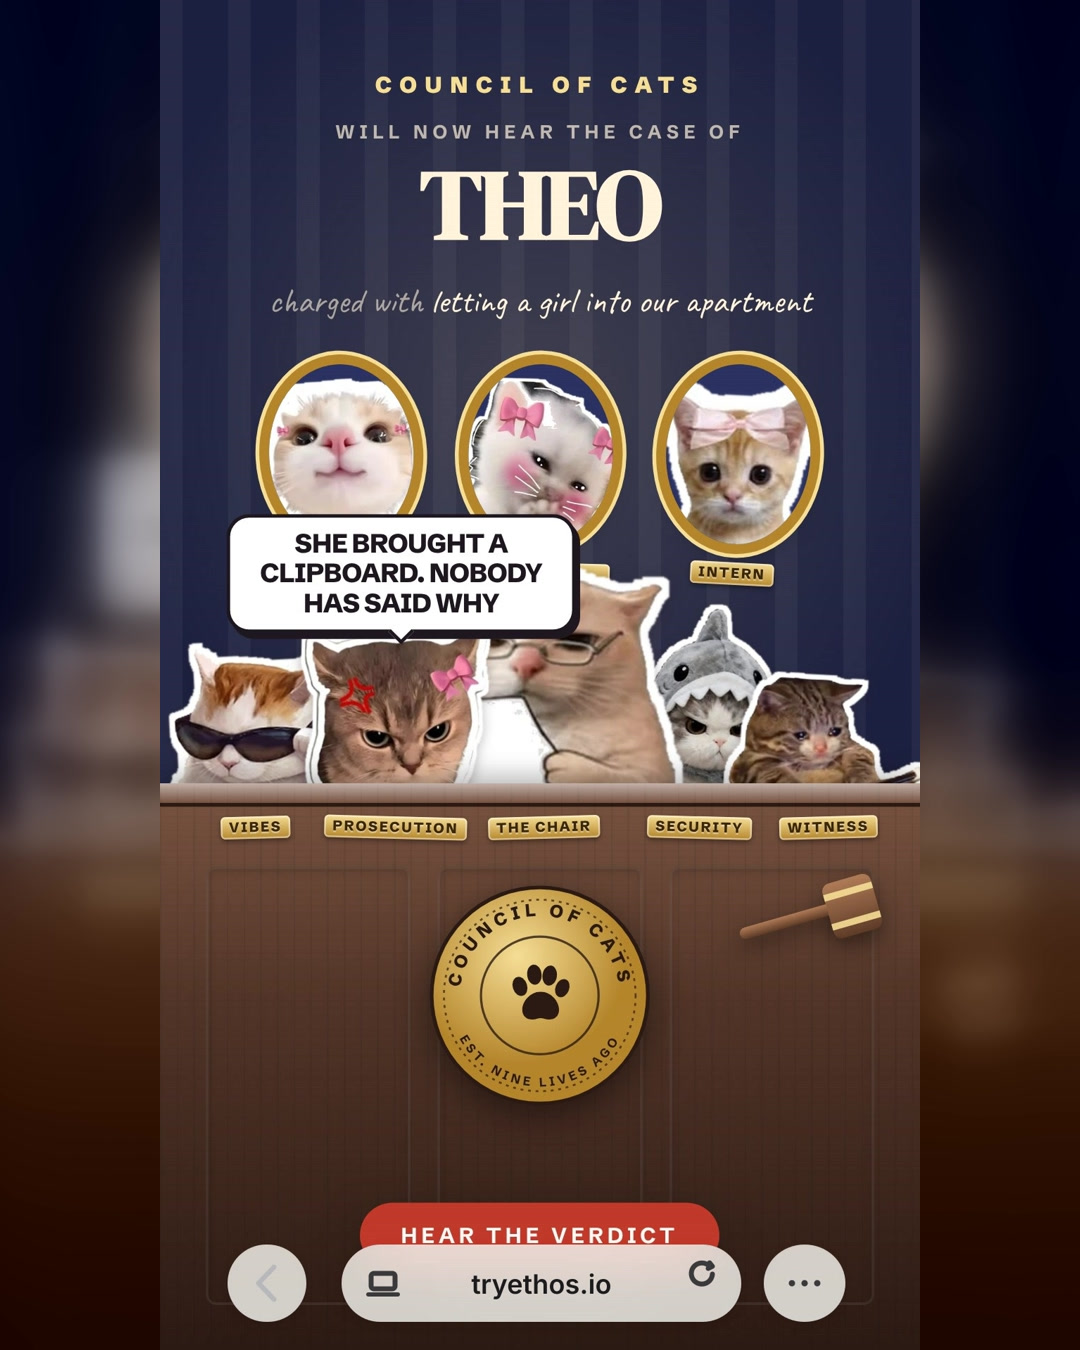 COUNCIL OF CATS
WILL NOW HEAR THE CASE OF
THEO
charged with letting a girl into our apartment
SHE BROUGHT A
CLIPBOARD. NOBODY
HAS SAID WHY
INTERN
VIBES
PROSECUTION
THE CHAIR
SECURITY
WITNESS
COUNCIL OF CATS
EST. NINE LIVES AGO
HEAR THE VERDICT
tryethos.io